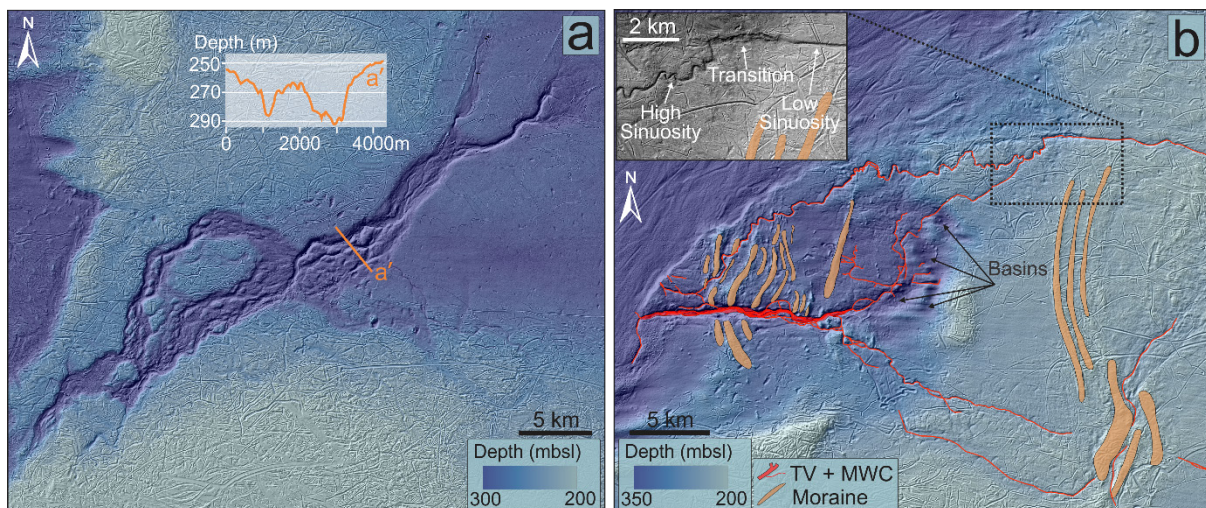 a
N
Depth (m)
250
270
290
a'
0 2000 4000m
a'
5 km
Depth (mbsl)
300 200
b
2 km
Transition
High
Sinuosity
Low
Sinuosity
N
Basins
5 km
Depth (mbsl)
350 200
TV + MWC
Moraine